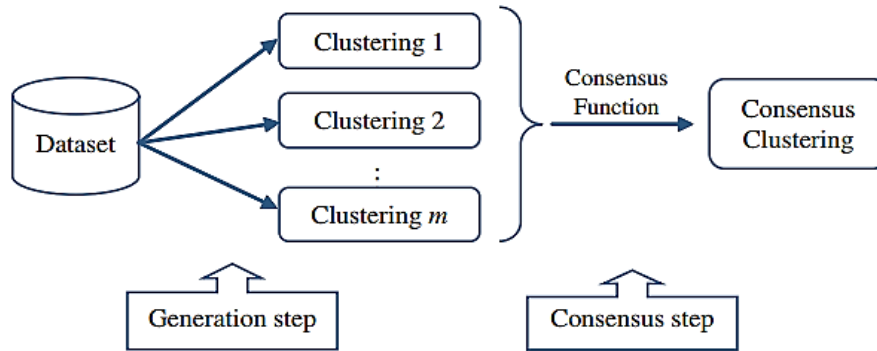 Dataset
Clustering 1
Clustering 2
:
Clustering m
Consensus
Function
Consensus
Clustering
Generation step
Consensus step